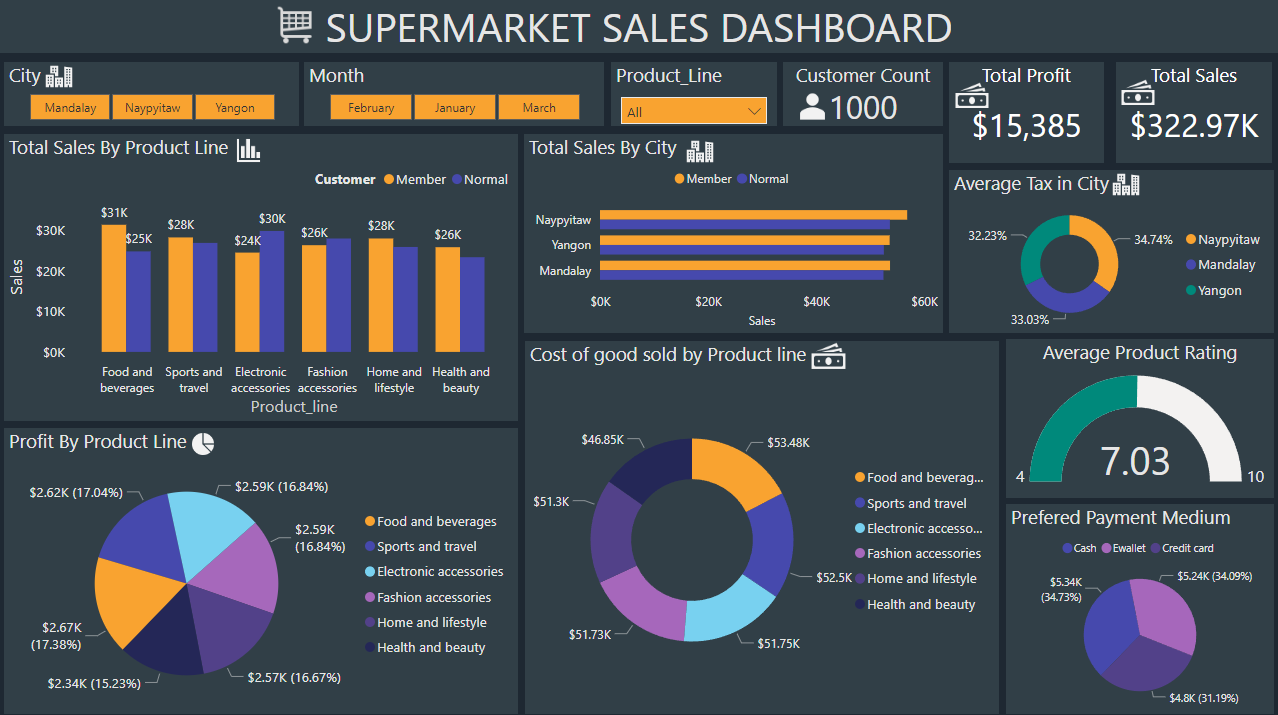 SUPERMARKET SALES DASHBOARD
City
Mandalay Naypyitaw Yangon
Month
February January March
Product_Line
All
Customer Count
1000
Total Profit
$15,385
Total Sales
$322.97K
Total Sales By Product Line
Customer Member Normal
Sales
$30K
$20K
$10K
$0K
$31K
$25K
$28K
$24K
$30K
$26K
$28K
$26K
Food and
beverages
Sports and
travel
Electronic
accessories
Fashion
accessories
Home and
lifestyle
Health and
beauty
Product_line
Total Sales By City
Member Normal
Naypyitaw
Yangon
Mandalay
$0K $20K $40K $60K
Sales
Average Tax in City
32.23%
34.74%
33.03%
Naypyitaw
Mandalay
Yangon
Profit By Product Line
$2.62K (17.04%)
$2.59K (16.84%)
$2.59K
(16.84%)
$2.67K
(17.38%)
$2.34K (15.23%)
$2.57K (16.67%)
Food and beverages
Sports and travel
Electronic accessories
Fashion accessories
Home and lifestyle
Health and beauty
Cost of good sold by Product line
$46.85K
$53.48K
$51.3K
$52.5K
$51.73K
$51.75K
Food and beverag...
Sports and travel
Electronic accesso...
Fashion accessories
Home and lifestyle
Health and beauty
Average Product Rating
7.03
4
10
Prefered Payment Medium
Cash Ewallet Credit card
$5.34K
(34.73%)
$5.24K (34.09%)
$4.8K (31.19%)